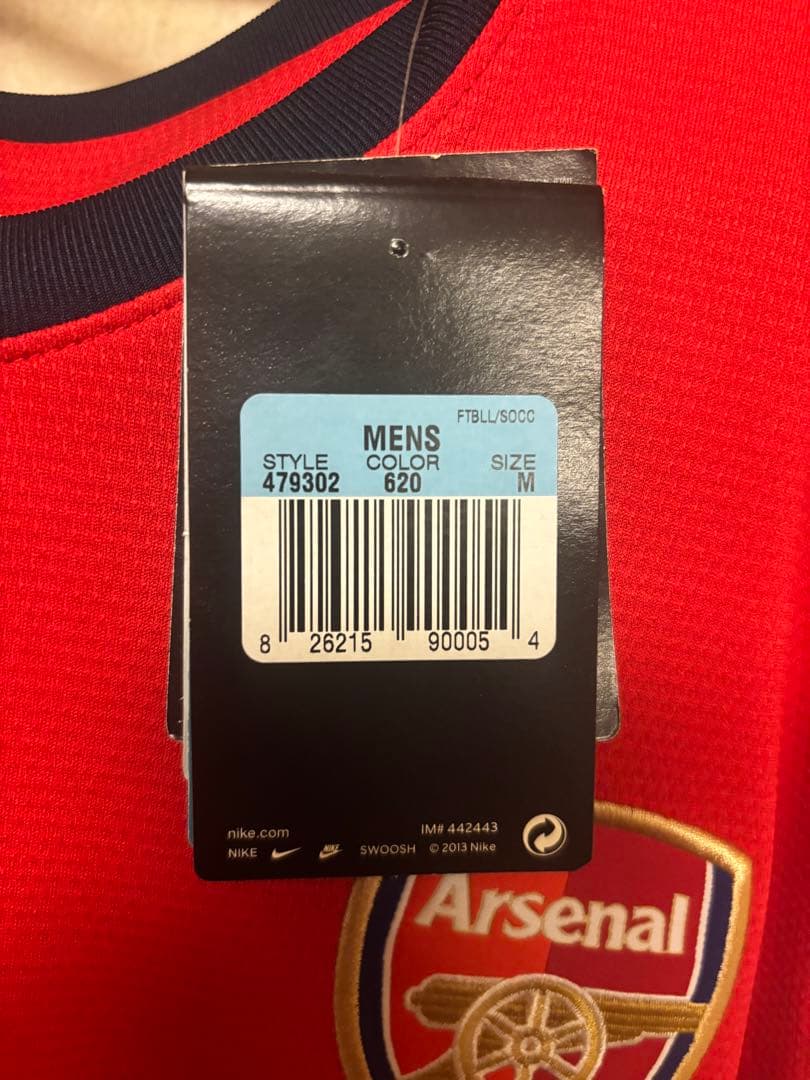 FTBLL/SOCC
MENS
STYLE COLOR SIZE
479302 620 M
8 26215 90005 4
nike.com IM# 442443
NIKE NIKE SWOOSH © 2013 Nike
Arsenal